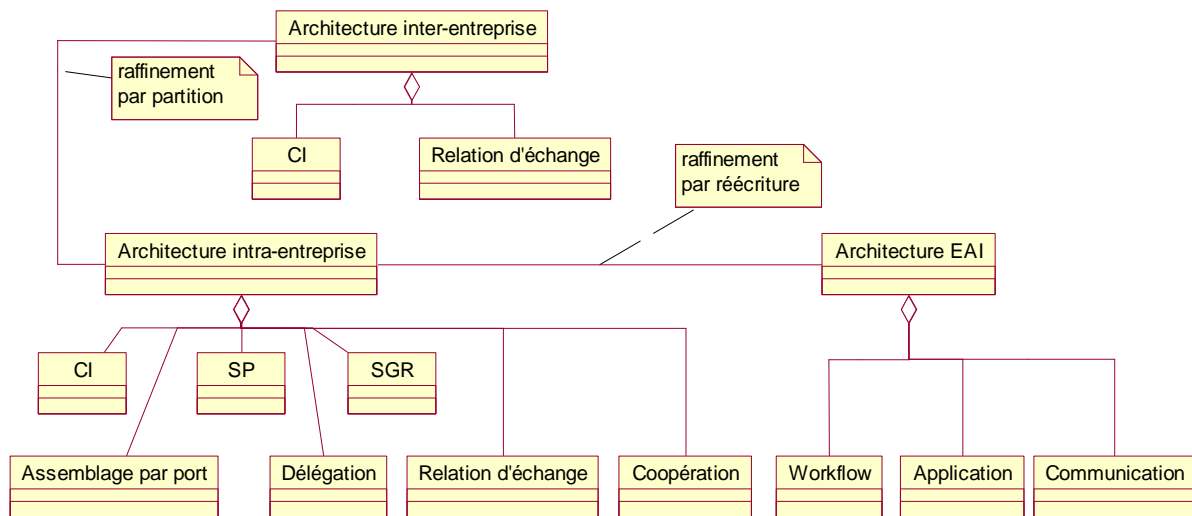 Architecture inter-entreprise
raffinement
par partition
CI
Relation d'échange
raffinement
par réécriture
Architecture intra-entreprise
Architecture EAI
CI
SP
SGR
Assemblage par port
Délégation
Relation d'échange
Coopération
Workflow
Application
Communication